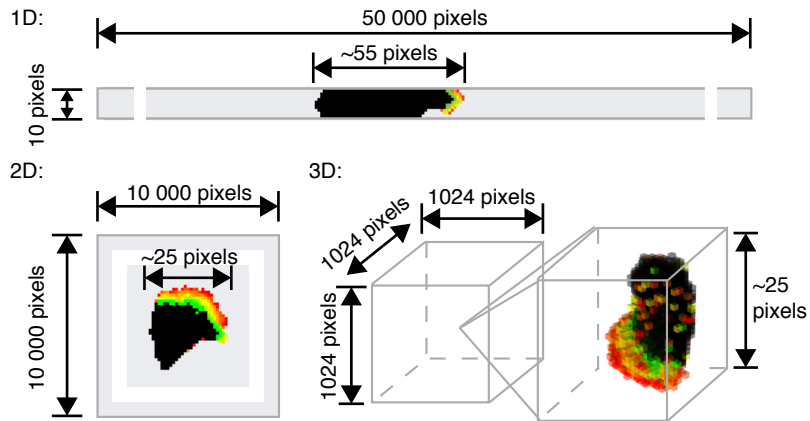 1D:
50 000 pixels
~55 pixels
10 pixels
2D:
10 000 pixels
~25 pixels
10 000 pixels
3D:
1024 pixels
1024 pixels
1024 pixels
~25
pixels